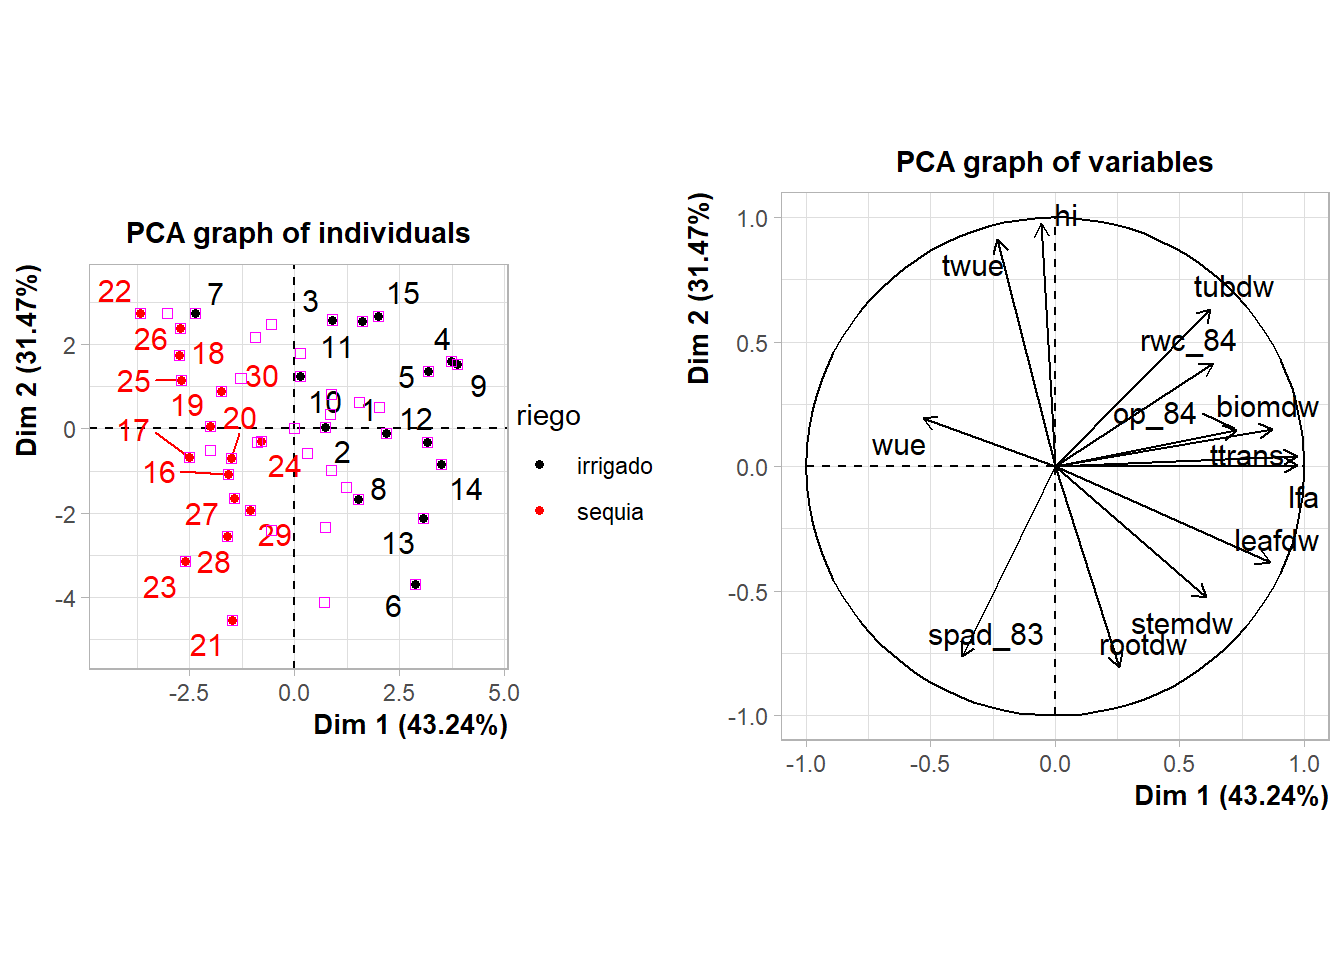 PCA graph of individuals
Dim 2 (31.47%)
2
0
-2
-4
22
7
3
15
26
18
11
4
25
30
5
9
19
20
10
1
12
17
2
16
24
8
14
27
29
13
28
23
6
21
-2.5
0.0
2.5
5.0
Dim 1 (43.24%)
riego
irrigado
sequia
PCA graph of variables
Dim 2 (31.47%)
1.0
0.5
0.0
-0.5
-1.0
hi
twue
tubdw
rwc_84
op_84
biomdw
wue
ttrans
lfa
leafdw
stemdw
spad_83
rootdw
-1.0
-0.5
0.0
0.5
1.0
Dim 1 (43.24%)